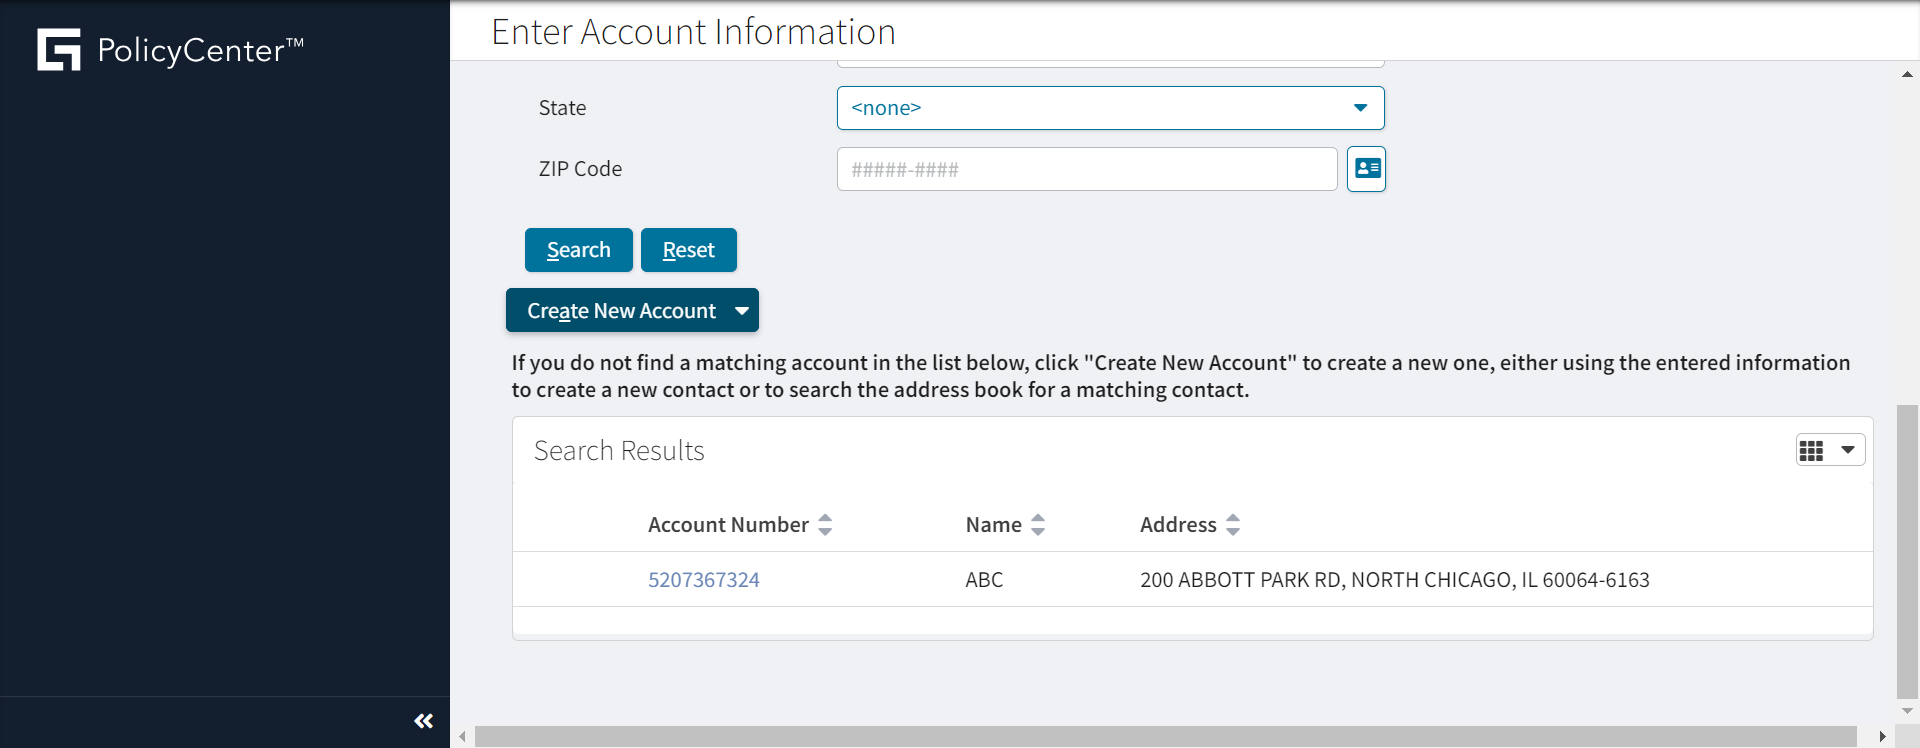 PolicyCenter™
Enter Account Information
State
<none>
ZIP Code
#####-####
Search
Reset
Create New Account
If you do not find a matching account in the list below, click "Create New Account" to create a new one, either using the entered information
to create a new contact or to search the address book for a matching contact.
Search Results
Account Number
Name
Address
5207367324
ABC
200 ABBOTT PARK RD, NORTH CHICAGO, IL 60064-6163